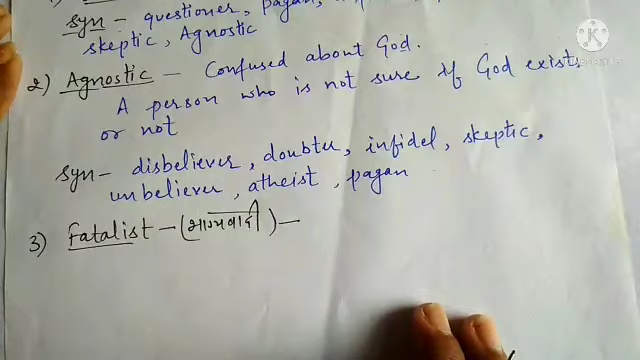 Syn - questioner, pagan,
skeptic, Agnostic
2) Agnostic - Confused about God.
A person who is not sure if God exists
or not
Syn - disbeliever, doubter, infidel, skeptic,
unbeliever, atheist, pagan
3) Fatalist - (भाग्यवादी) -